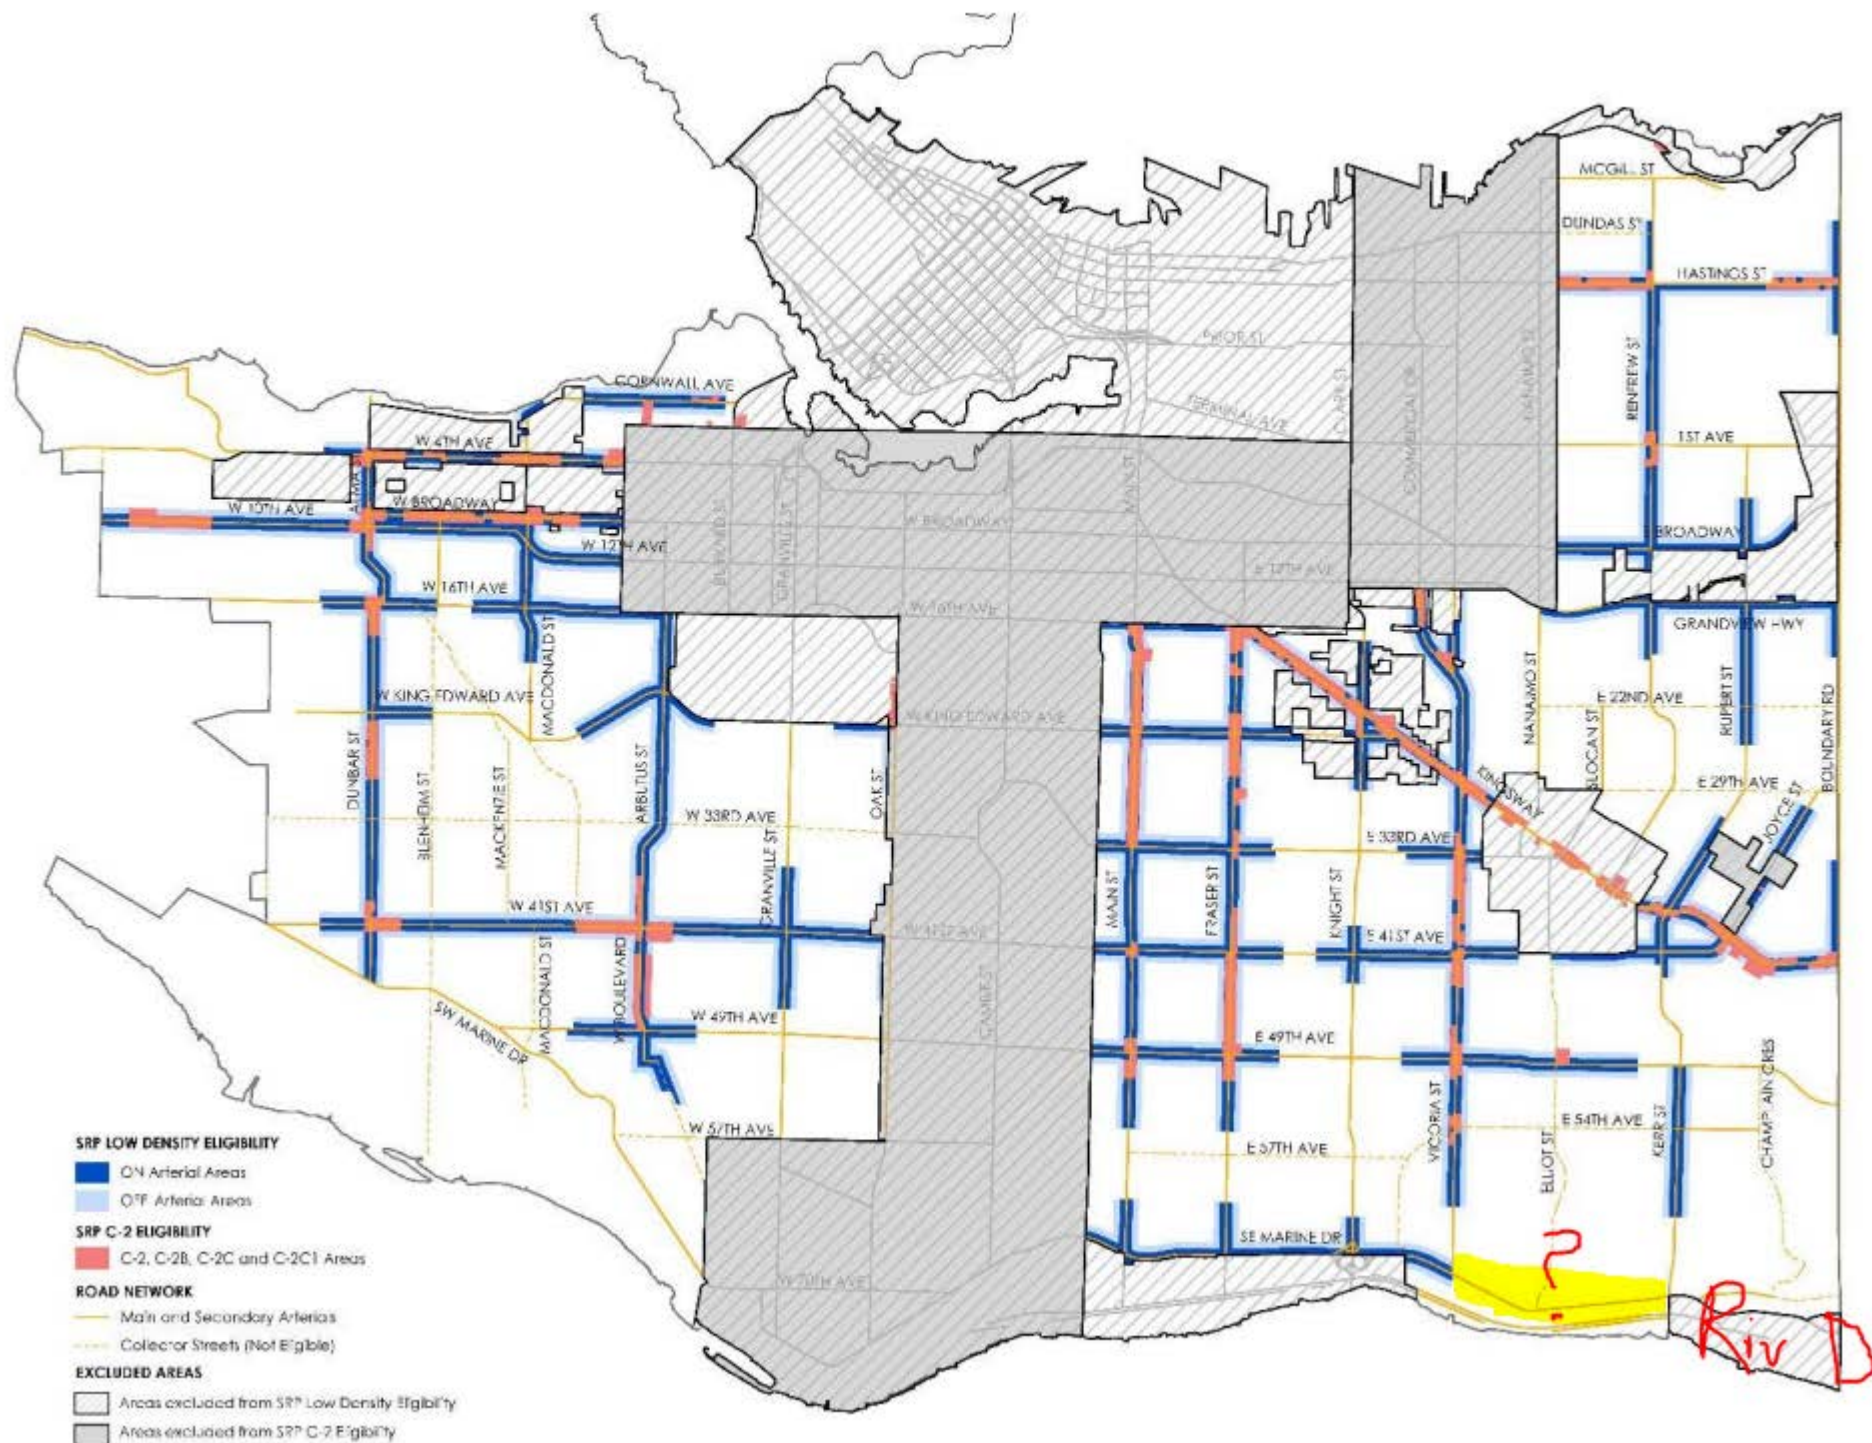 MCGILL ST
DUNDAS ST
HASTINGS ST
PRIOR ST
RENFREW ST
CORNWALL AVE
TERMINAL AVE
CLARK ST
COMMERCIAL DR
NANAIMO ST
W 4TH AVE
1ST AVE
ALMA
MAIN ST
W 10TH AVE
W BROADWAY
W BROADWAY
BROADWAY
BURRARD ST
GRANVILLE ST
W 12TH AVE
E 12TH AVE
W 16TH AVE
W 16TH AVE
GRANDVIEW HWY
MACDONALD ST
W KING EDWARD AVE
W KING EDWARD AVE
E 22ND AVE
NANAIMO ST
SLOCAN ST
RUPERT ST
BOUNDARY RD
DUNBAR ST
BLENHEIM ST
MACKENZIE ST
ARBUTUS ST
OAK ST
KINGSWAY
E 29TH AVE
JOYCE ST
W 33RD AVE
E 33RD AVE
GRANVILLE ST
MAIN ST
FRASER ST
KNIGHT ST
W 41ST AVE
W 41ST AVE
E 41ST AVE
MACDONALD ST
W BOULEVARD
CAMBIE ST
SW MARINE DR
W 49TH AVE
E 49TH AVE
VICORIA ST
ELLIOT ST
KERR ST
CHAMPLAIN CRES
W 57TH AVE
E 54TH AVE
E 57TH AVE
SE MARINE DR
W 70TH AVE
?
Riv D
SRP LOW DENSITY ELIGIBILITY
ON Arterial Areas
OFF Arterial Areas
SRP C-2 ELIGIBILITY
C-2, C-2B, C-2C and C-2C1 Areas
ROAD NETWORK
Main and Secondary Arterials
Collector Streets (Not Eligible)
EXCLUDED AREAS
Areas excluded from SRP Low Density Eligibility
Areas excluded from SRP C-2 Eligibility